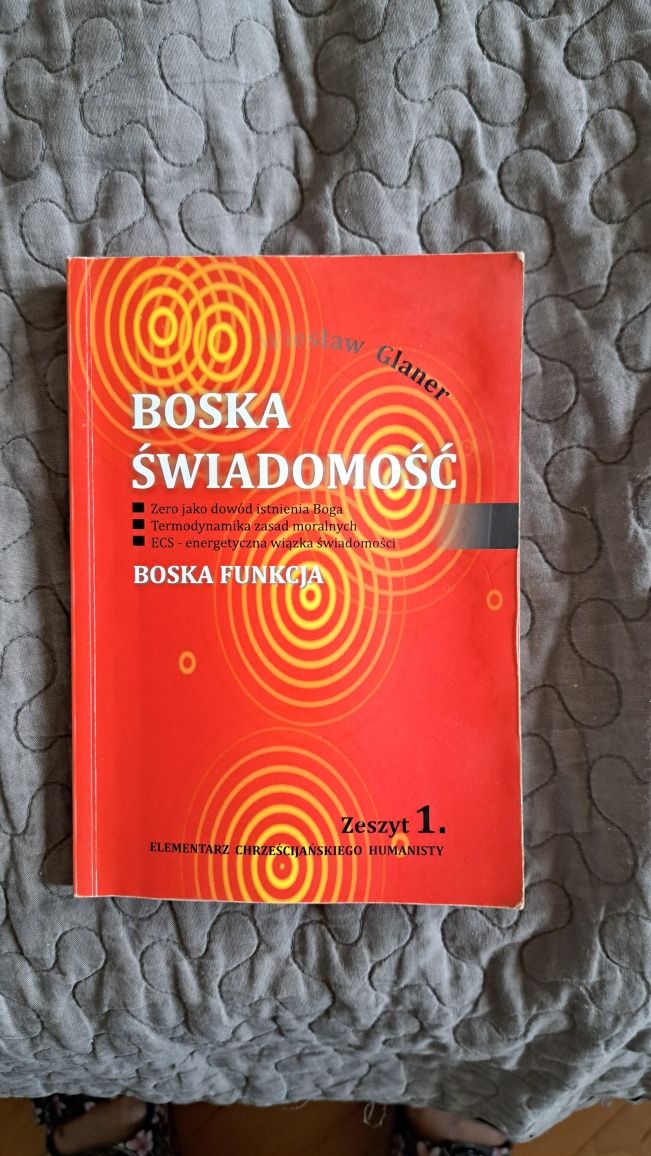 Wiesław Glaner
BOSKA
ŚWIADOMOŚĆ
Zero jako dowód istnienia Boga
Termodynamika zasad moralnych
ECS - energetyczna wiązka świadomości
BOSKA FUNKCJA
Zeszyt 1.
ELEMENTARZ CHRZEŚCIJAŃSKIEGO HUMANISTY